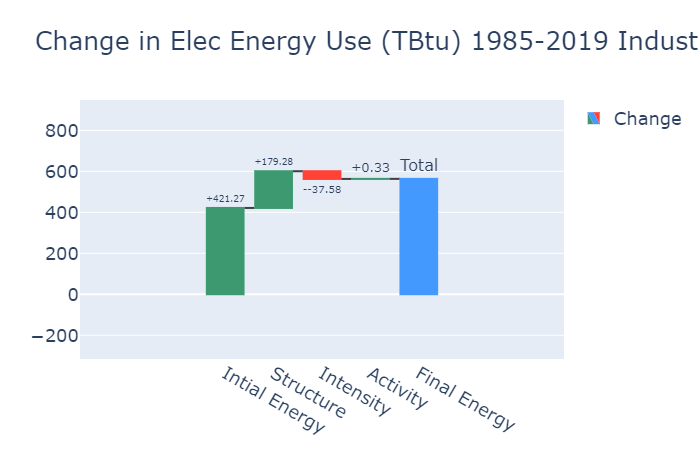 Change in Elec Energy Use (TBtu) 1985-2019 Indust
Change
800
600
400
200
0
−200
+421.27
+179.28
--37.58
+0.33
Total
Intial Energy
Structure
Intensity
Activity
Final Energy